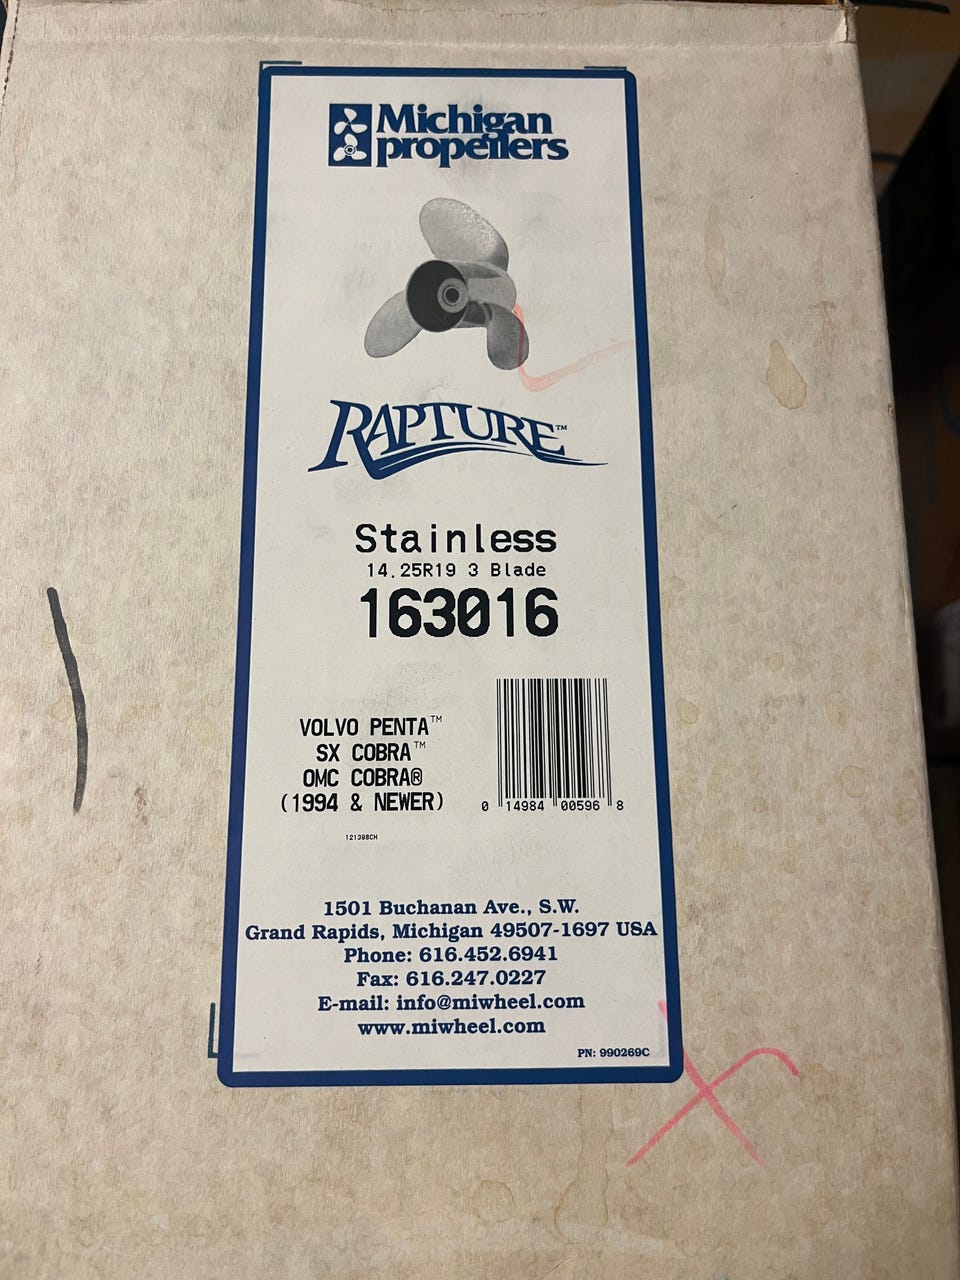 Michigan
propellers
RAPTURE™
Stainless
14.25R19 3 Blade
163016
VOLVO PENTA™
SX COBRA™
OMC COBRA®
(1994 & NEWER)
0 14984 00596 8
121398CH
1501 Buchanan Ave., S.W.
Grand Rapids, Michigan 49507-1697 USA
Phone: 616.452.6941
Fax: 616.247.0227
E-mail: info@miwheel.com
www.miwheel.com
PN: 990269C